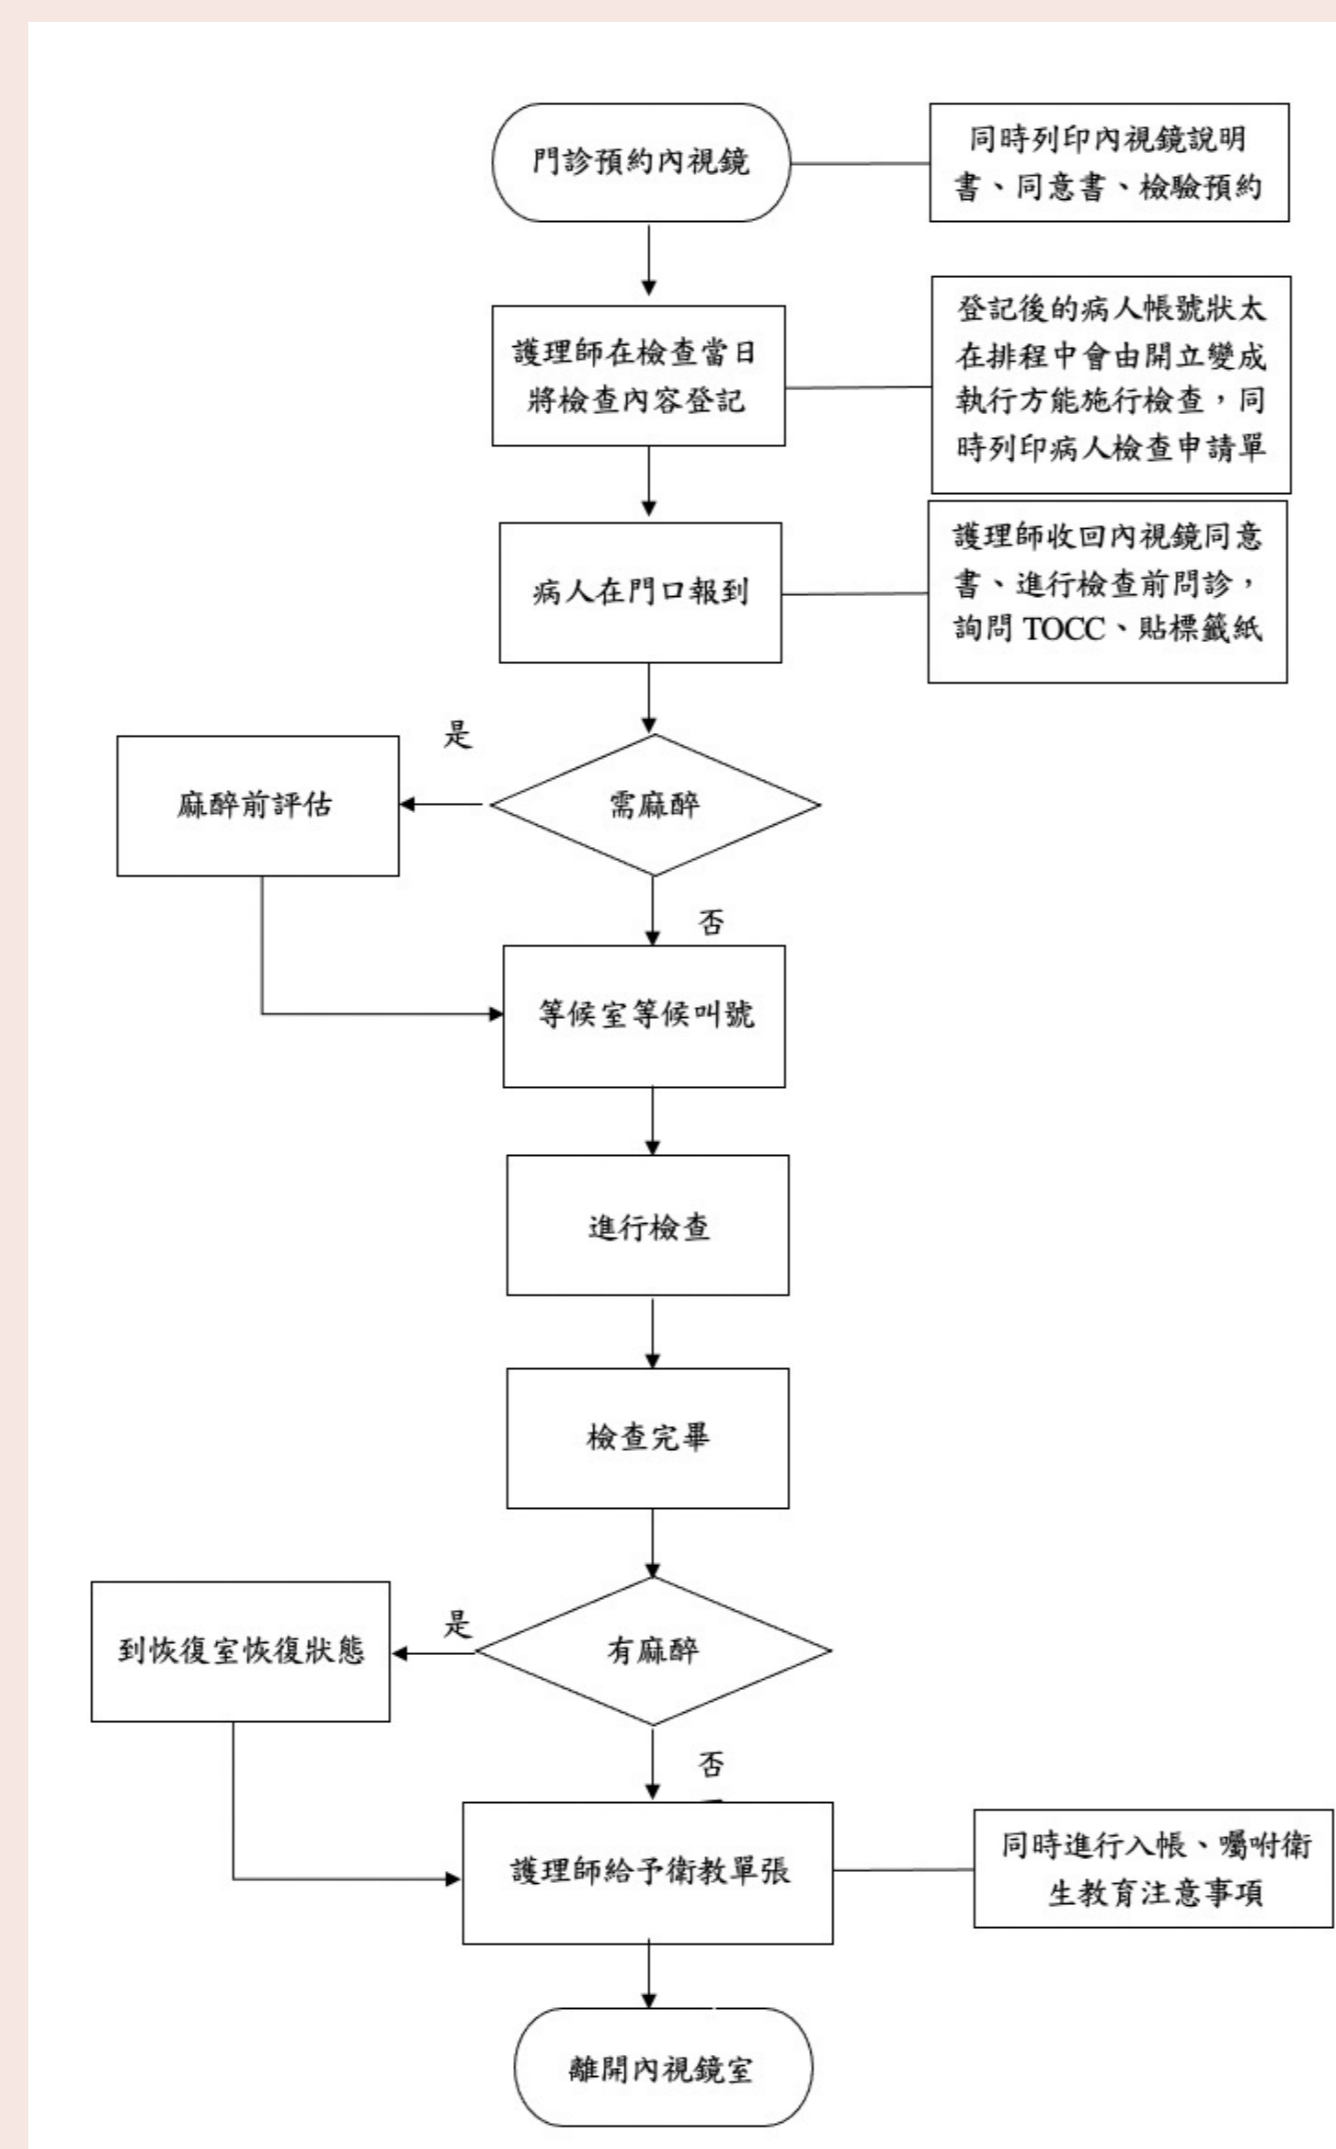 門診預約內視鏡
同時列印內視鏡說明
書、同意書、檢驗預約
護理師在檢查當日
將檢查內容登記
登記後的病人帳號狀太
在排程中會由開立變成
執行方能施行檢查，同
時列印病人檢查申請單
病人在門口報到
護理師收回內視鏡同意
書、進行檢查前問診，
詢問 TOCC、貼標籤紙
需麻醉
是
麻醉前評估
否
等候室等候叫號
進行檢查
檢查完畢
有麻醉
是
到恢復室恢復狀態
否
護理師給予衛教單張
同時進行入帳、囑咐衛
生教育注意事項
離開內視鏡室